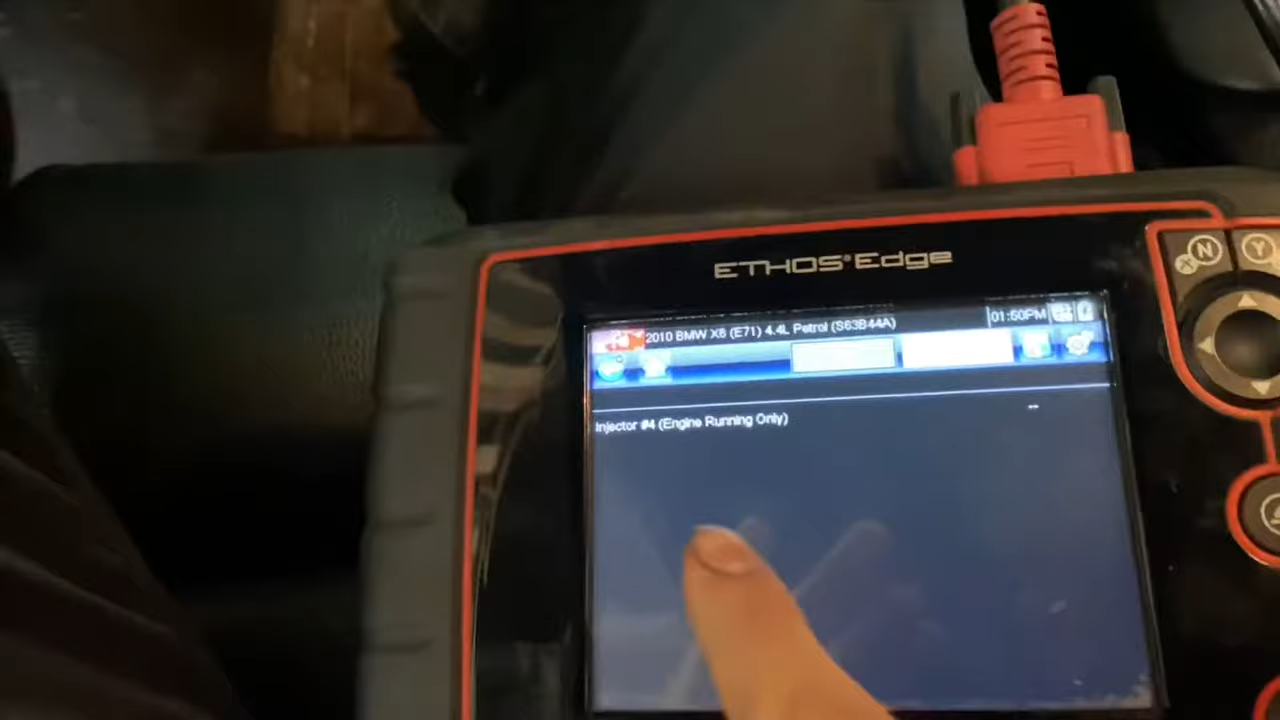 ETHOS® Edge
N
Y
X
2010 BMW X6 (E71) 4.4L Petrol (S63B44A)
01:50PM
--
Injector #4 (Engine Running Only)